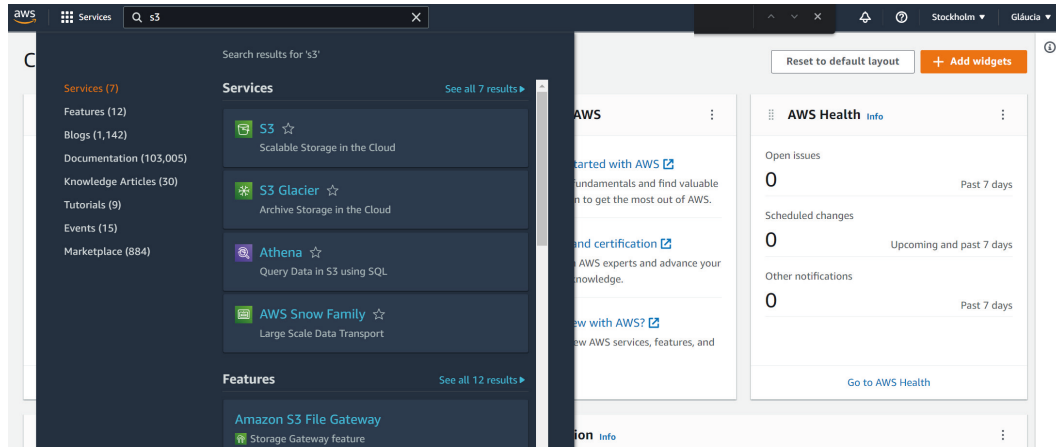 aws
Services
s3
Stockholm
Gláucia
C
Search results for 's3'
Services (7)
Features (12)
Blogs (1,142)
Documentation (103,005)
Knowledge Articles (30)
Tutorials (9)
Events (15)
Marketplace (884)
Services
See all 7 results
S3
Scalable Storage in the Cloud
S3 Glacier
Archive Storage in the Cloud
Athena
Query Data in S3 using SQL
AWS Snow Family
Large Scale Data Transport
Features
See all 12 results
Amazon S3 File Gateway
Storage Gateway feature
Reset to default layout
+ Add widgets
AWS
tarted with AWS
undamentals and find valuable
n to get the most out of AWS.
and certification
AWS experts and advance your
nowledge.
ew with AWS?
ew AWS services, features, and
ion Info
AWS Health Info
Open issues
0
Past 7 days
Scheduled changes
0
Upcoming and past 7 days
Other notifications
0
Past 7 days
Go to AWS Health